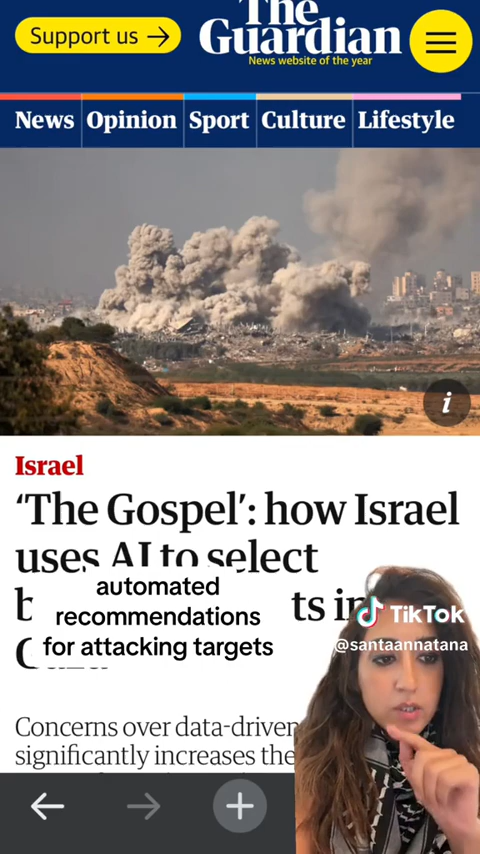 Support us →
The
Guardian
News website of the year
News
Opinion
Sport
Culture
Lifestyle
i
Israel
‘The Gospel’: how Israel
uses AI to select
automated
recommendations
for attacking targets
TikTok
@santaannatana
Concerns over data-driven
significantly increases the